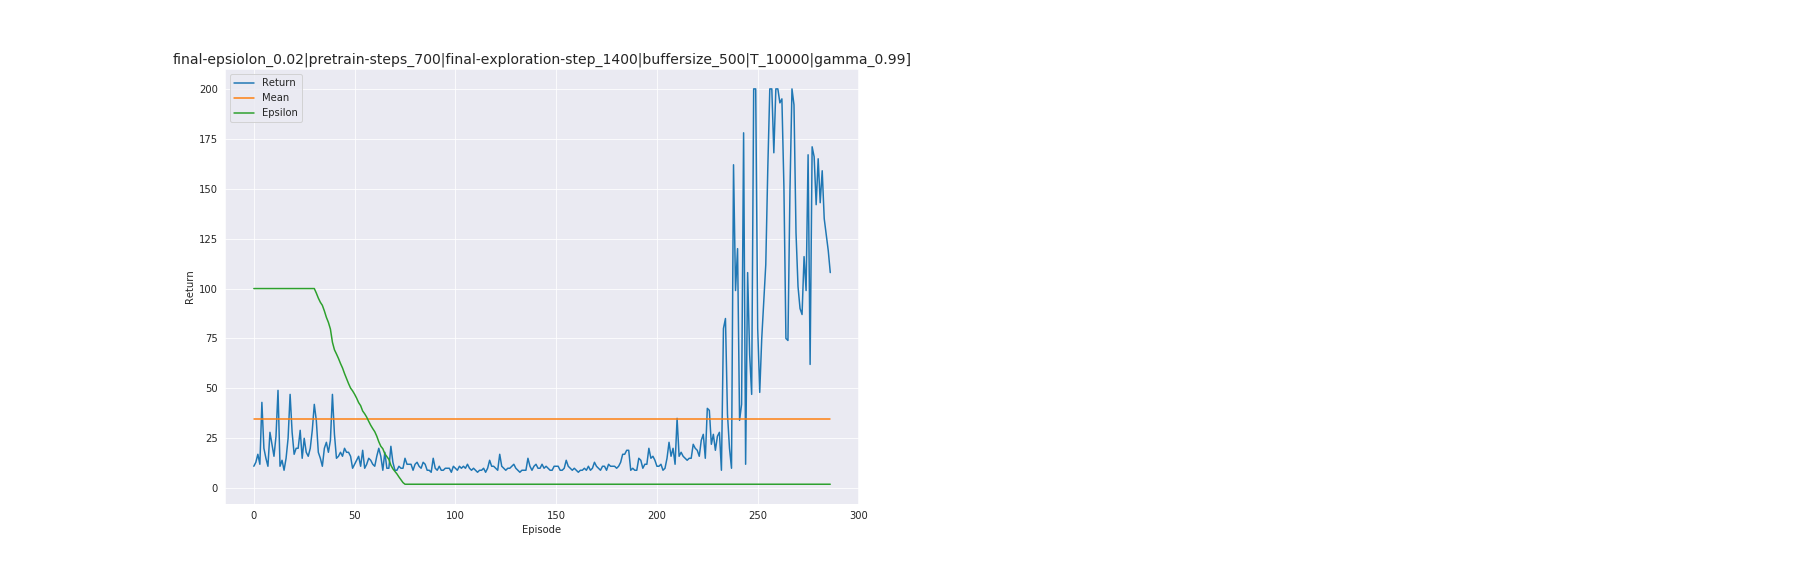 final-epsiolon_0.02|pretrain-steps_700|final-exploration-step_1400|buffersize_500|T_10000|gamma_0.99]
Return
Mean
Epsilon
200
175
150
125
100
75
50
25
0
Return
0 50 100 150 200 250 300
Episode